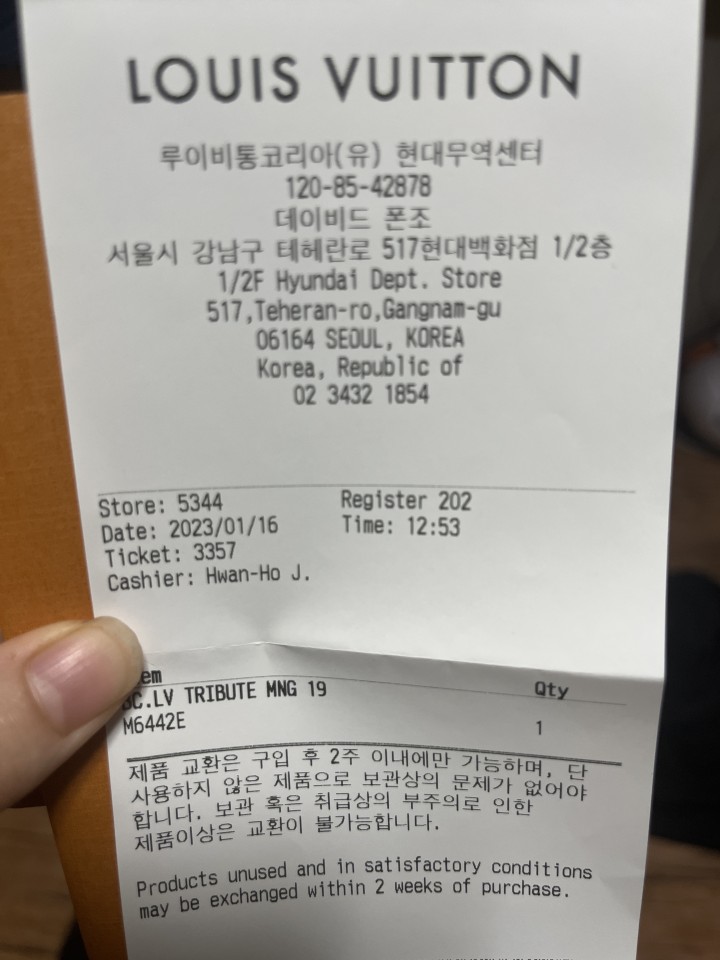 LOUIS VUITTON
루이비통코리아(유) 현대무역센터
120-85-42878
데이비드 폰조
서울시 강남구 테헤란로 517현대백화점 1/2층
1/2F Hyundai Dept. Store
517,Teheran-ro,Gangnam-gu
06164 SEOUL, KOREA
Korea, Republic of
02 3432 1854
Store: 5344 Register 202
Date: 2023/01/16 Time: 12:53
Ticket: 3357
Cashier: Hwan-Ho J.
Qty
TRIBUTE MNG 19
M6442E 1
제품 교환은 구입 후 2주 이내에만 가능하며, 단
사용하지 않은 제품으로 보관상의 문제가 없어야
합니다. 보관 혹은 취급상의 부주의로 인한
제품이상은 교환이 불가능합니다.
Products unused and in satisfactory conditions
may be exchanged within 2 weeks of purchase.